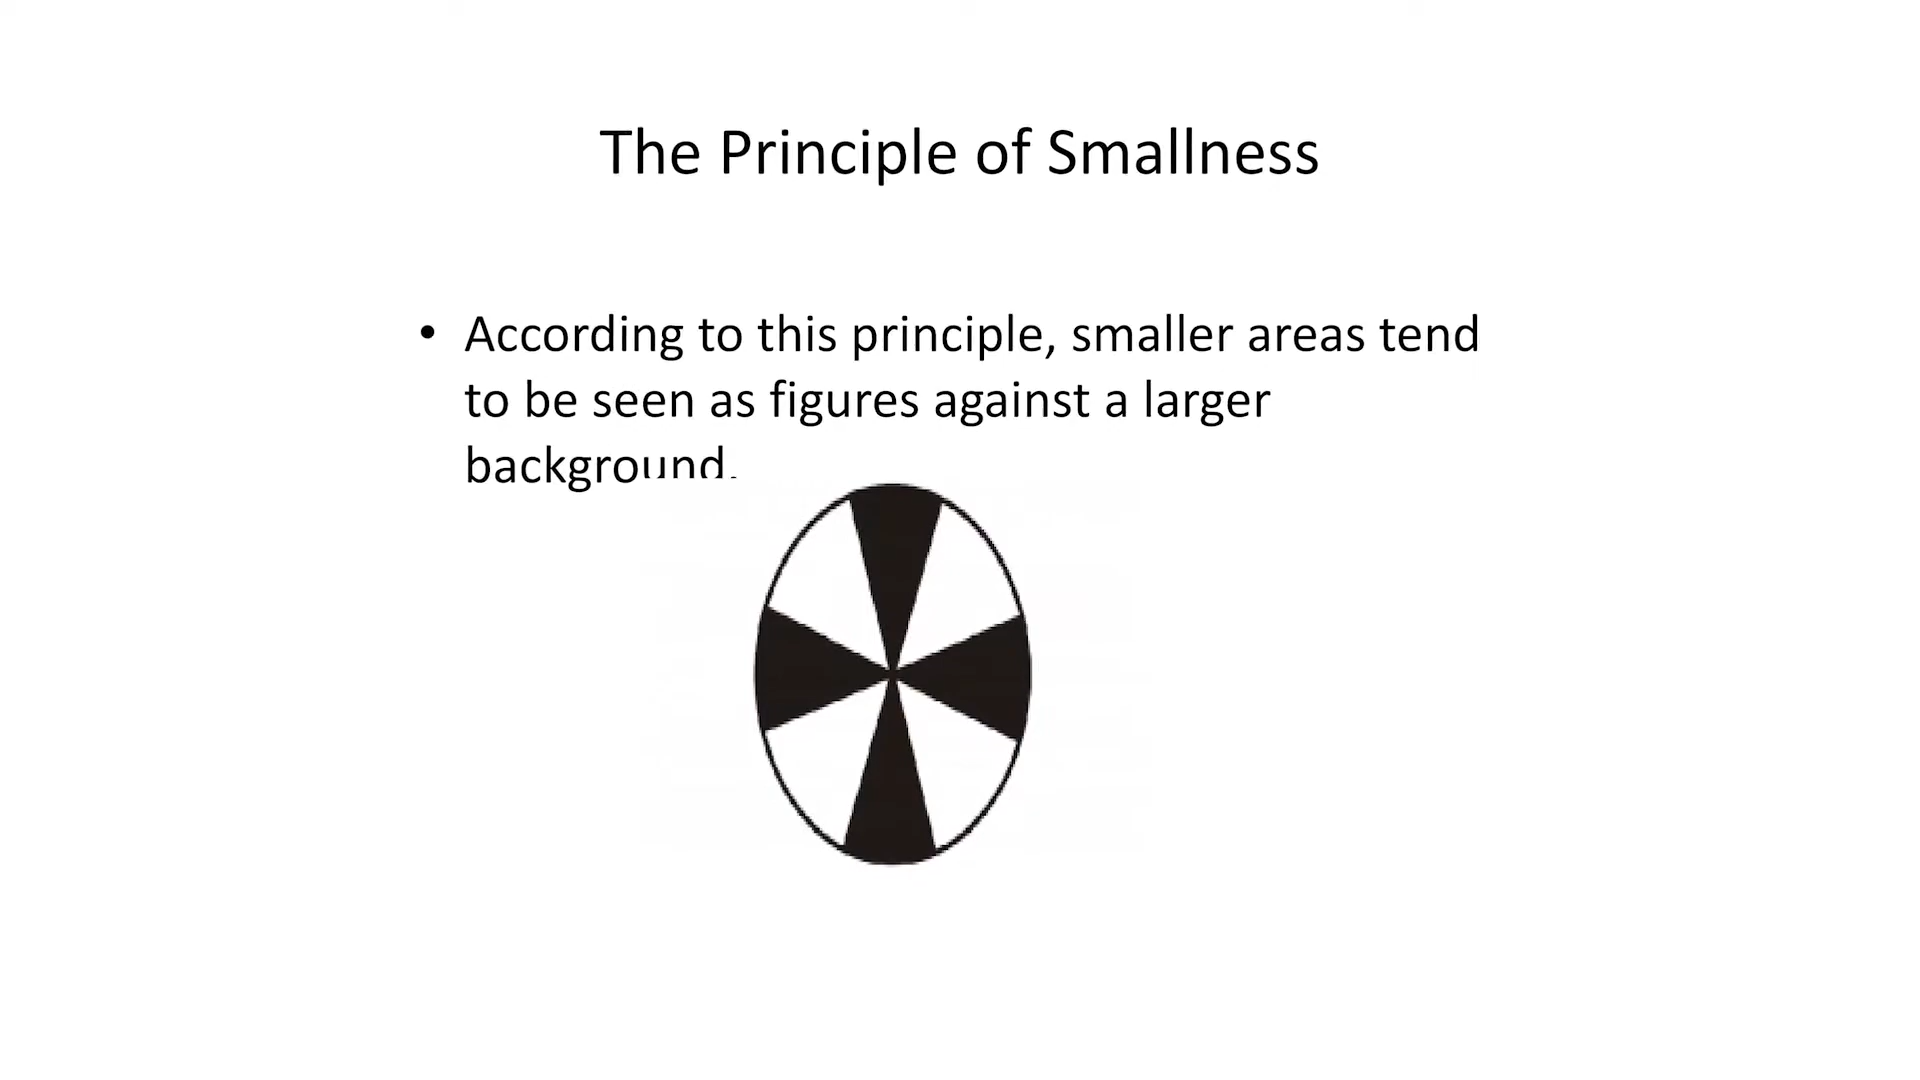 The Principle of Smallness
• According to this principle, smaller areas tend
to be seen as figures against a larger
background.